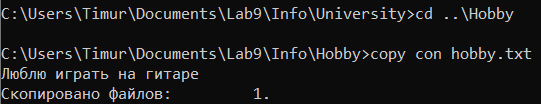 C:\Users\Timur\Documents\Lab9\Info\University>cd ..\Hobby
C:\Users\Timur\Documents\Lab9\Info\Hobby>copy con hobby.txt
Люблю играть на гитаре
Скопировано файлов:         1.